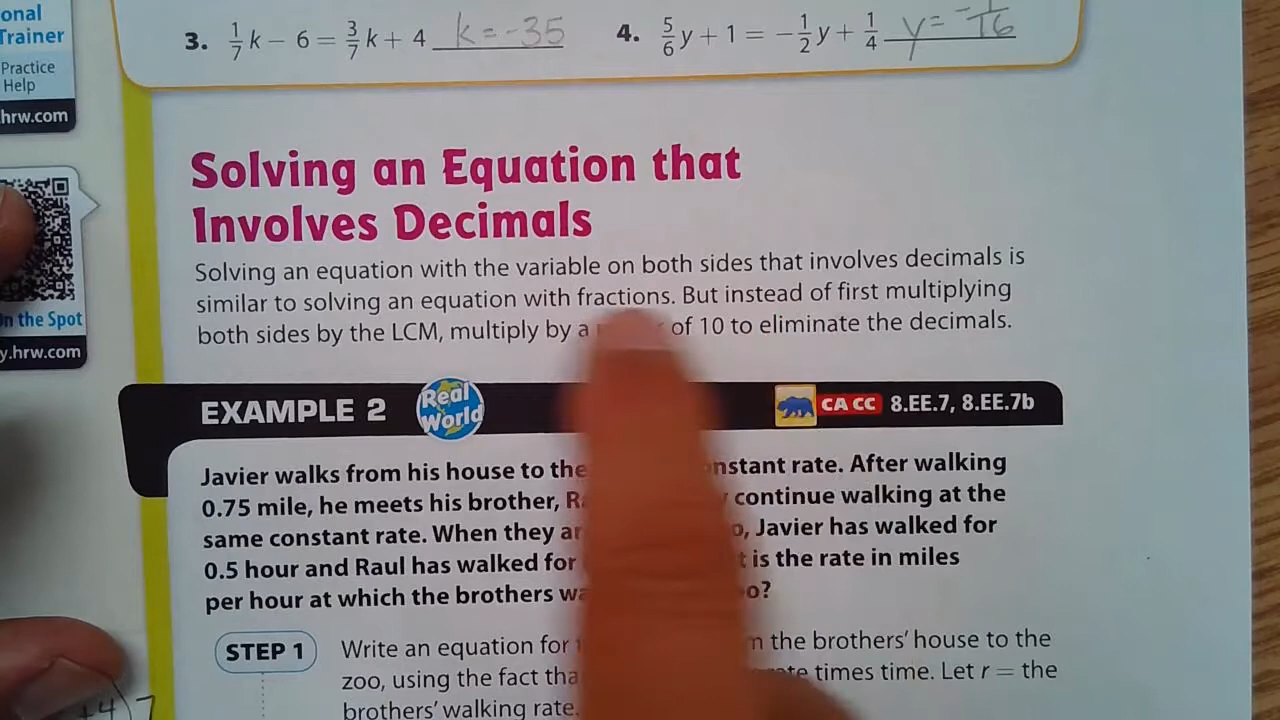 onal
Trainer
Practice
Help
hrw.com
3. 1/7 k − 6 = 3/7 k + 4 k = -35
4. 5/6 y + 1 = − 1/2 y + 1/4 y =
Solving an Equation that
Involves Decimals
Solving an equation with the variable on both sides that involves decimals is
similar to solving an equation with fractions. But instead of first multiplying
both sides by the LCM, multiply by a of 10 to eliminate the decimals.
n the Spot
y.hrw.com
EXAMPLE 2 Real World CA CC 8.EE.7, 8.EE.7b
Javier walks from his house to the nstant rate. After walking
0.75 mile, he meets his brother, R continue walking at the
same constant rate. When they ar o, Javier has walked for
0.5 hour and Raul has walked for t is the rate in miles
per hour at which the brothers wa o?
STEP 1 Write an equation for m the brothers' house to the
zoo, using the fact tha rate times time. Let r = the
brothers' walking rate.
+4) 7